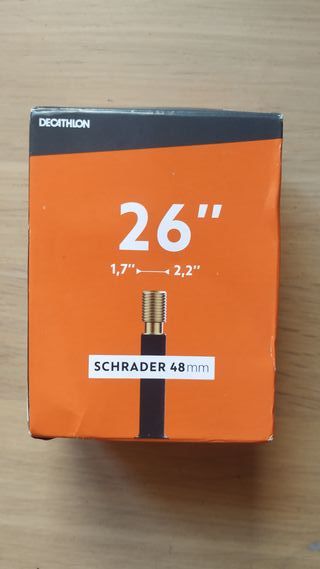 DECATHLON
26"
1,7" 2,2"
SCHRADER 48mm